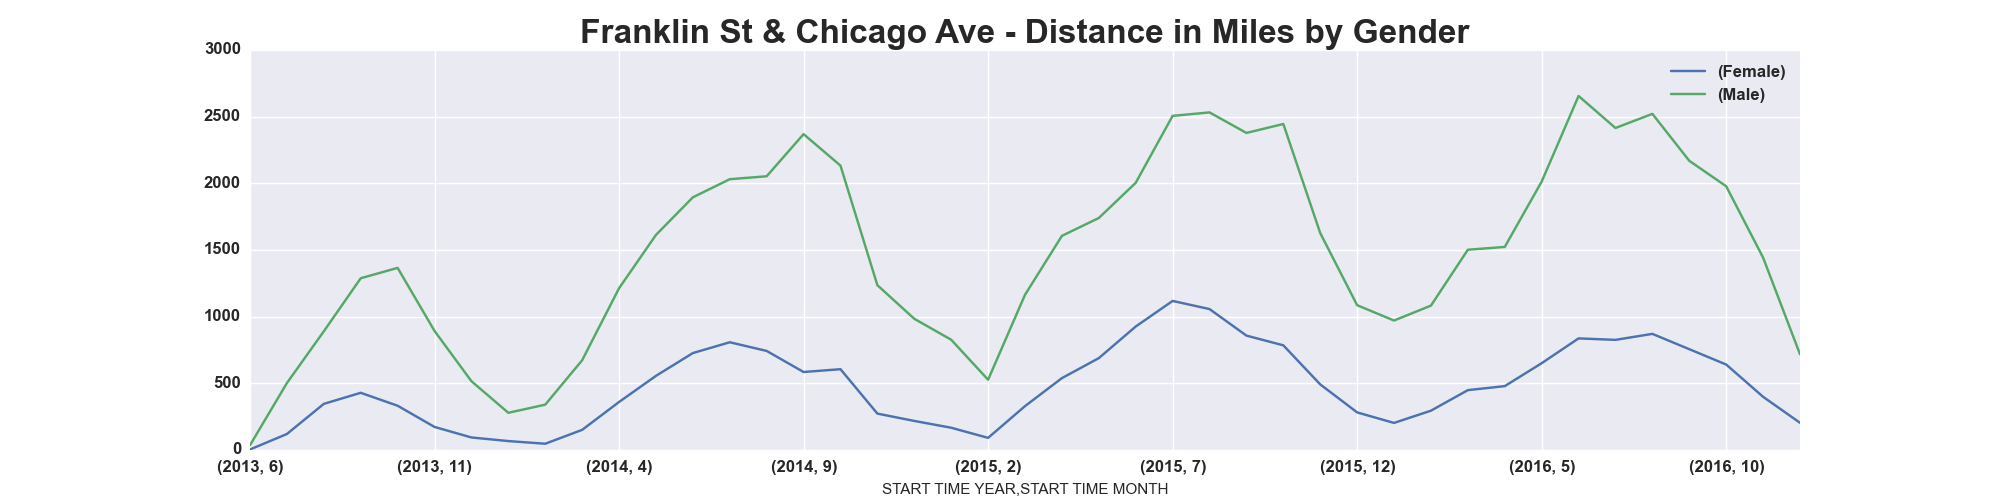 Franklin St & Chicago Ave - Distance in Miles by Gender
3000
2500
2000
1500
1000
500
0
(Female)
(Male)
(2013, 6) (2013, 11) (2014, 4) (2014, 9) (2015, 2) (2015, 7) (2015, 12) (2016, 5) (2016, 10)
START TIME YEAR,START TIME MONTH